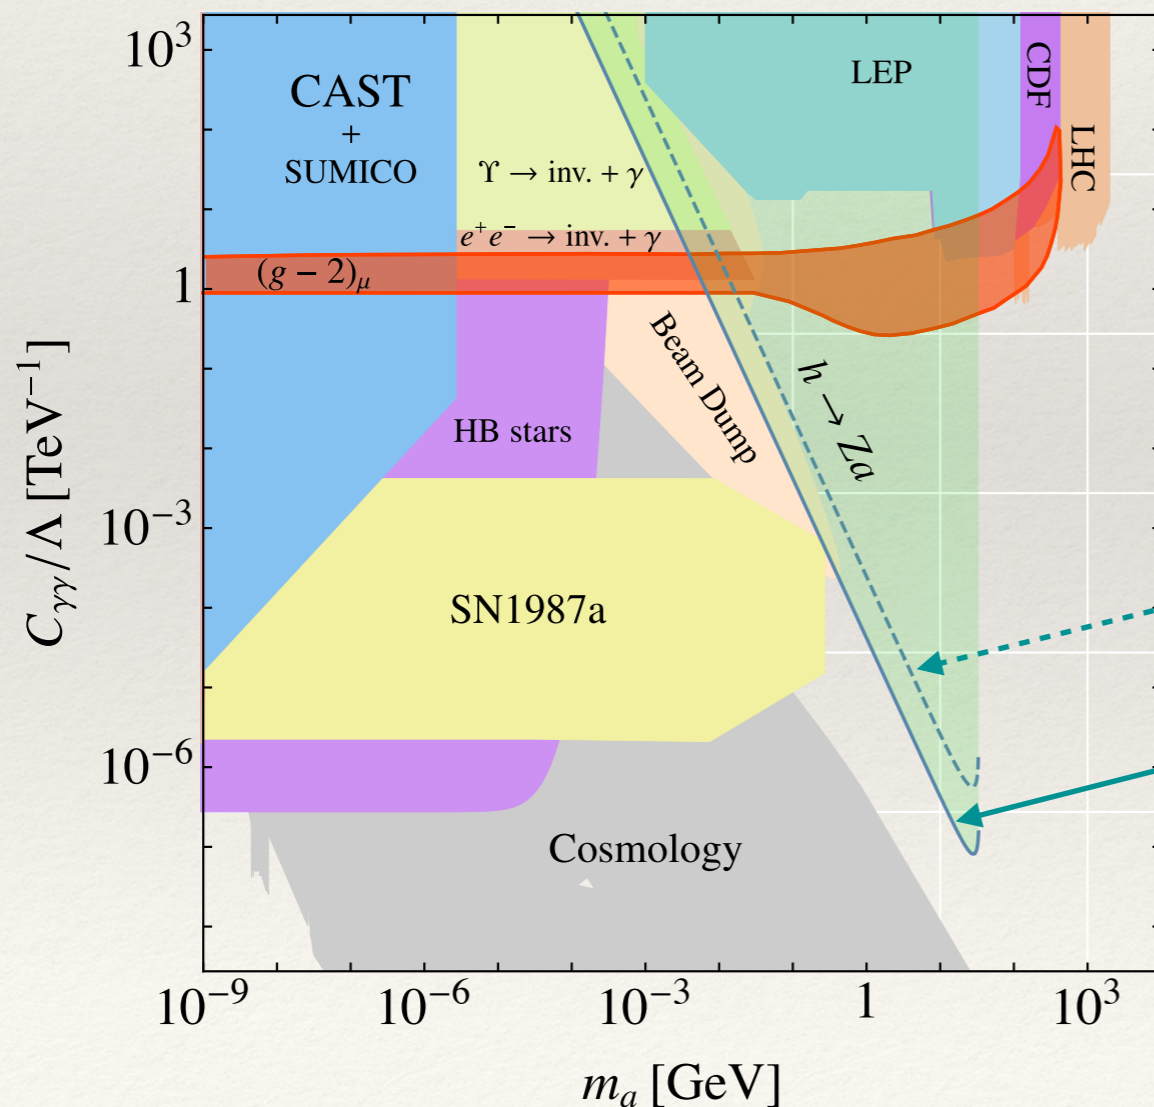 10³
1
10⁻³
10⁻⁶
C_γγ/Λ [TeV⁻¹]
CAST
+
SUMICO
LEP
CDF
LHC
ϒ → inv. + γ
e⁺e⁻ → inv. + γ
(g − 2)_μ
Beam Dump
h → Za
HB stars
SN1987a
Cosmology
10⁻⁹
10⁻⁶
10⁻³
1
10³
m_a [GeV]